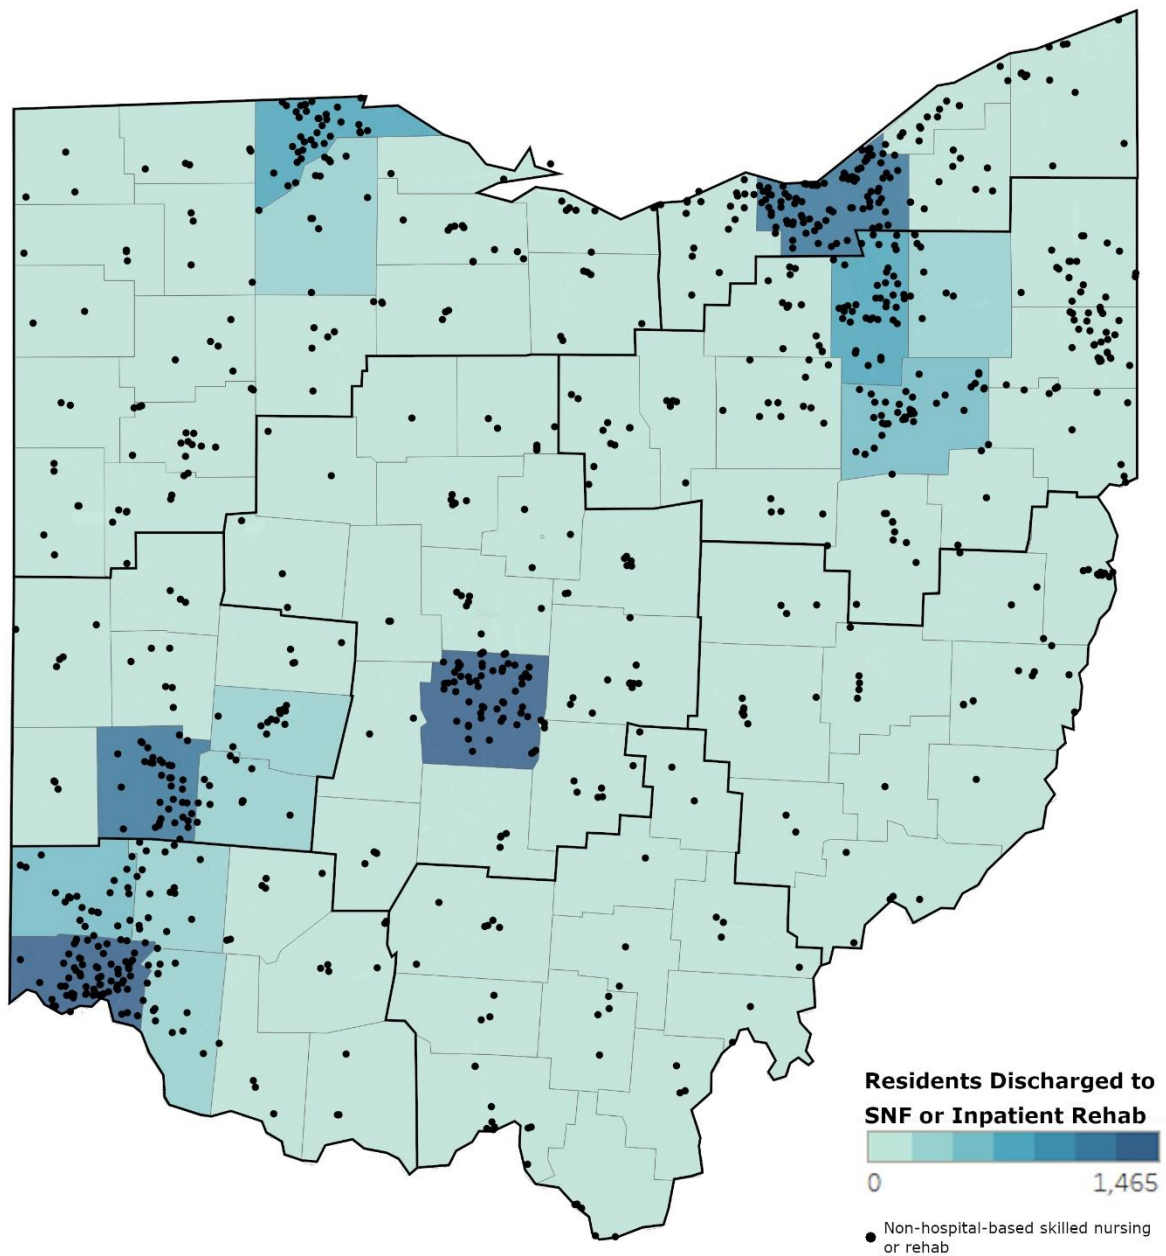 Residents Discharged to
SNF or Inpatient Rehab
0 1,465
Non-hospital-based skilled nursing
or rehab